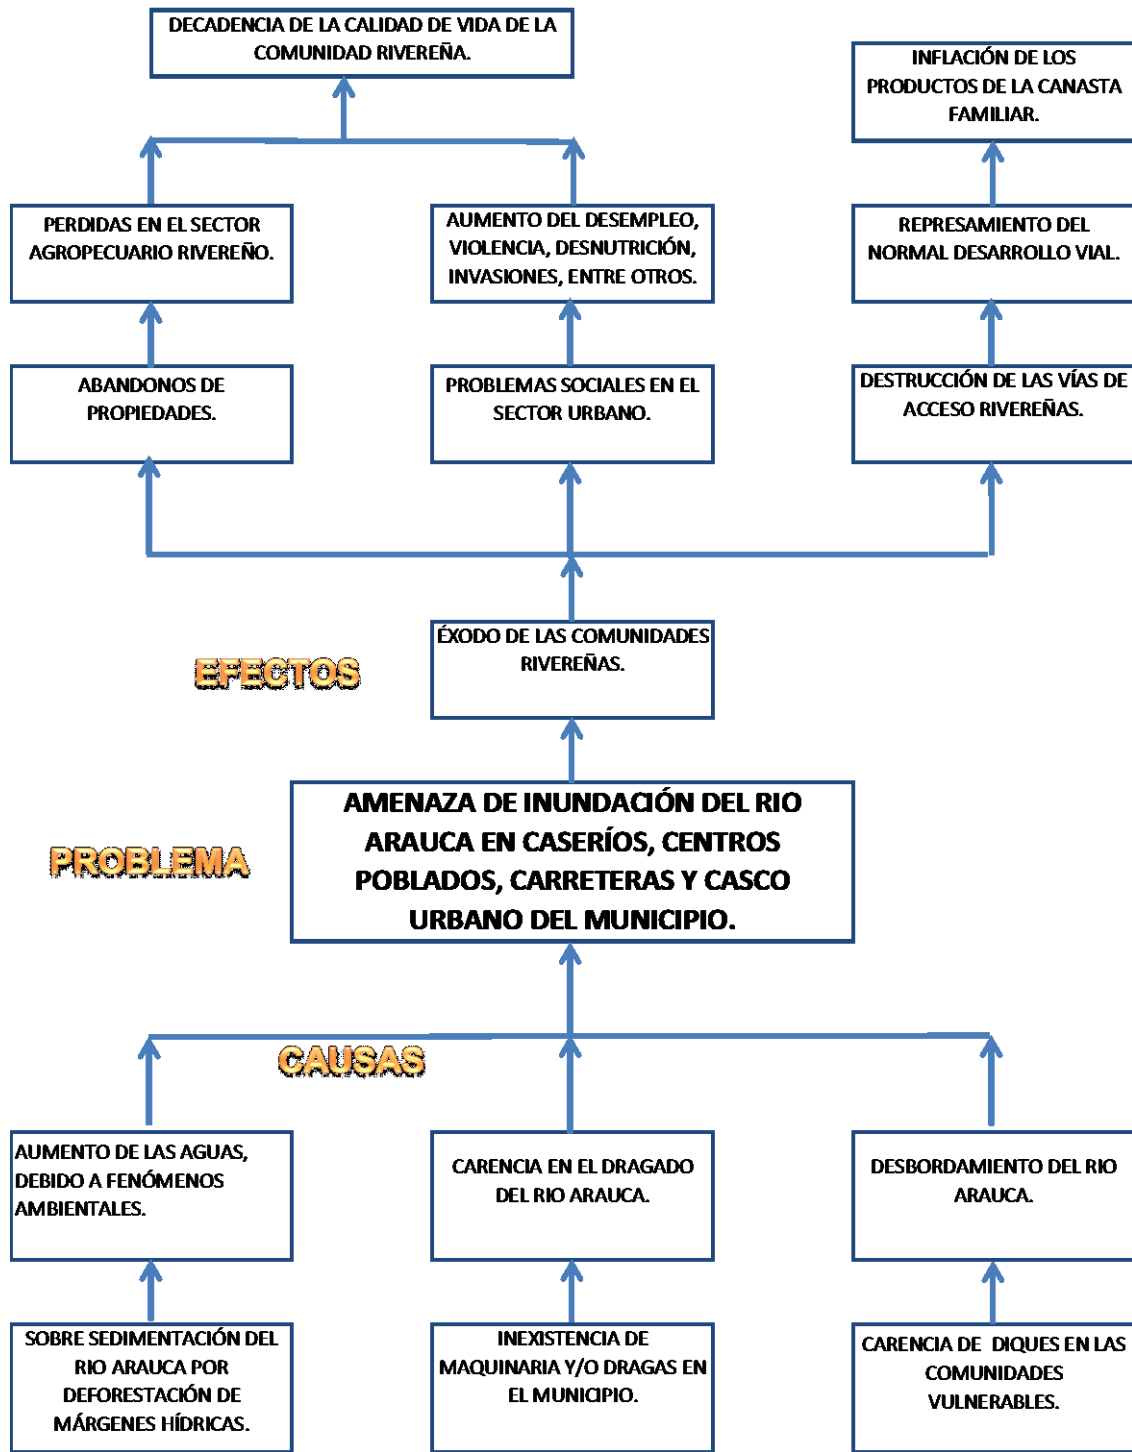 DECADENCIA DE LA CALIDAD DE VIDA DE LA
COMUNIDAD RIVEREÑA.
INFLACIÓN DE LOS
PRODUCTOS DE LA CANASTA
FAMILIAR.
PERDIDAS EN EL SECTOR
AGROPECUARIO RIVEREÑO.
AUMENTO DEL DESEMPLEO,
VIOLENCIA, DESNUTRICIÓN,
INVASIONES, ENTRE OTROS.
REPRESAMIENTO DEL
NORMAL DESARROLLO VIAL.
ABANDONOS DE
PROPIEDADES.
PROBLEMAS SOCIALES EN EL
SECTOR URBANO.
DESTRUCCIÓN DE LAS VÍAS DE
ACCESO RIVEREÑAS.
EFECTOS
ÉXODO DE LAS COMUNIDADES
RIVEREÑAS.
PROBLEMA
AMENAZA DE INUNDACIÓN DEL RIO
ARAUCA EN CASERÍOS, CENTROS
POBLADOS, CARRETERAS Y CASCO
URBANO DEL MUNICIPIO.
CAUSAS
AUMENTO DE LAS AGUAS,
DEBIDO A FENÓMENOS
AMBIENTALES.
CARENCIA EN EL DRAGADO
DEL RIO ARAUCA.
DESBORDAMIENTO DEL RIO
ARAUCA.
SOBRE SEDIMENTACIÓN DEL
RIO ARAUCA POR
DEFORESTACIÓN DE
MÁRGENES HÍDRICAS.
INEXISTENCIA DE
MAQUINARIA Y/O DRAGAS EN
EL MUNICIPIO.
CARENCIA DE DIQUES EN LAS
COMUNIDADES
VULNERABLES.